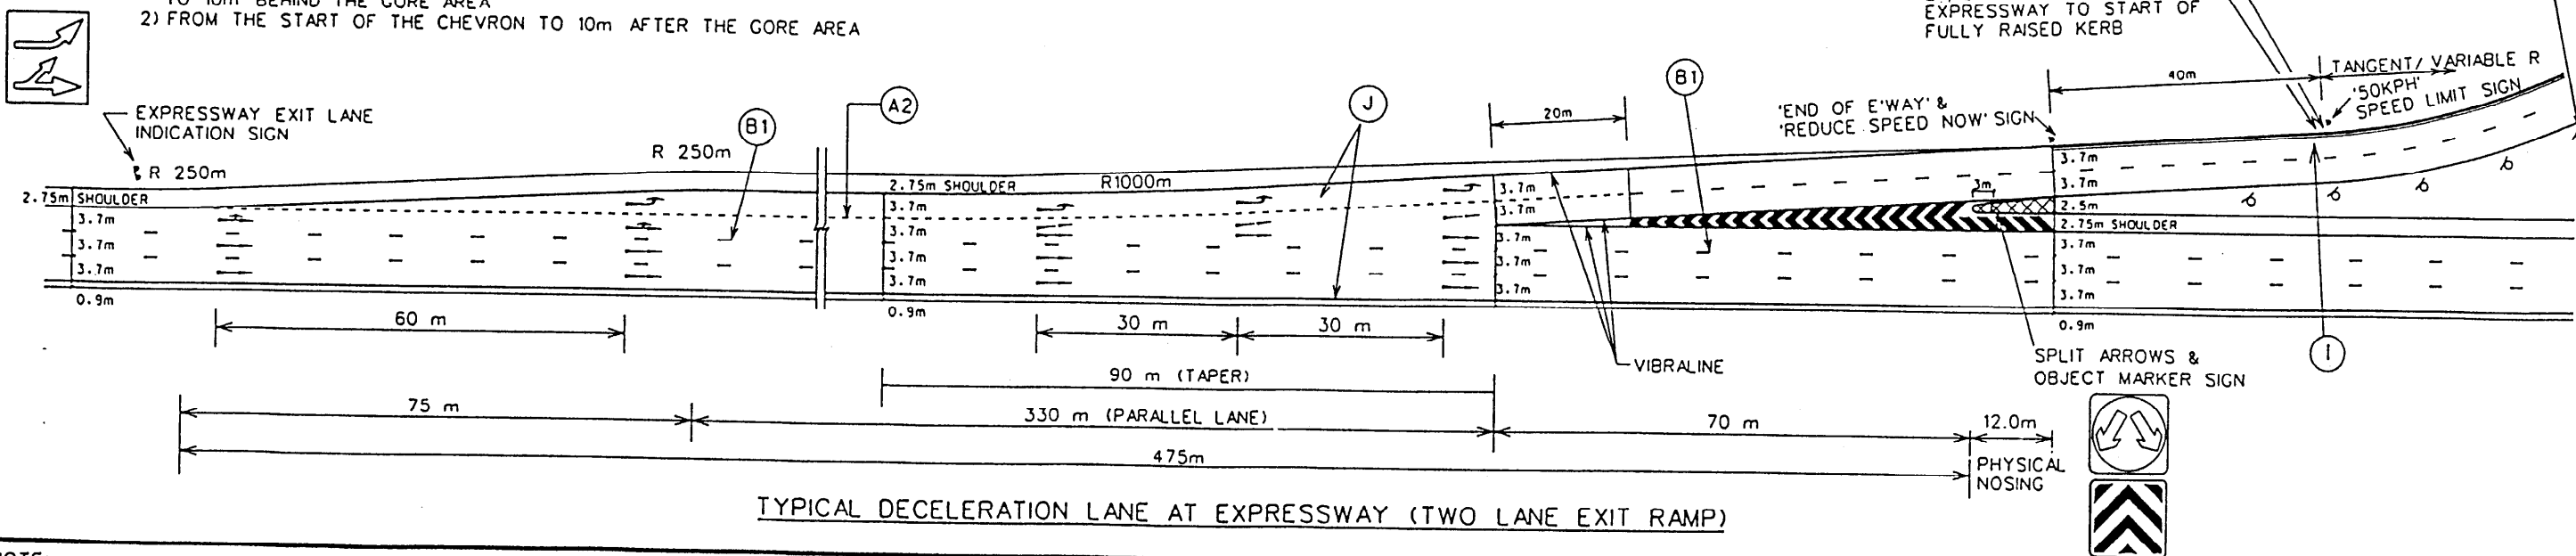 2) FROM THE START OF THE CHEVRON TO 10m AFTER THE GORE AREA
EXPRESSWAY TO START OF
FULLY RAISED KERB
EXPRESSWAY EXIT LANE
INDICATION SIGN
R 250m
B1
A2
R 250m
J
20m
B1
'END OF E'WAY' &
'REDUCE SPEED NOW' SIGN
40m
TANGENT/ VARIABLE R
'50KPH'
SPEED LIMIT SIGN
2.75m SHOULDER
3.7m
3.7m
3.7m
0.9m
2.75m SHOULDER
R1000m
3.7m
3.7m
3.7m
3.7m
0.9m
3.7m
3.7m
3.7m
3.7m
3.7m
3m
3.7m
3.7m
2.5m
2.75m SHOULDER
3.7m
3.7m
3.7m
0.9m
60 m
30 m
30 m
VIBRALINE
SPLIT ARROWS &
OBJECT MARKER SIGN
I
90 m (TAPER)
75 m
330 m (PARALLEL LANE)
70 m
12.0m
475m
PHYSICAL
NOSING
TYPICAL DECELERATION LANE AT EXPRESSWAY (TWO LANE EXIT RAMP)